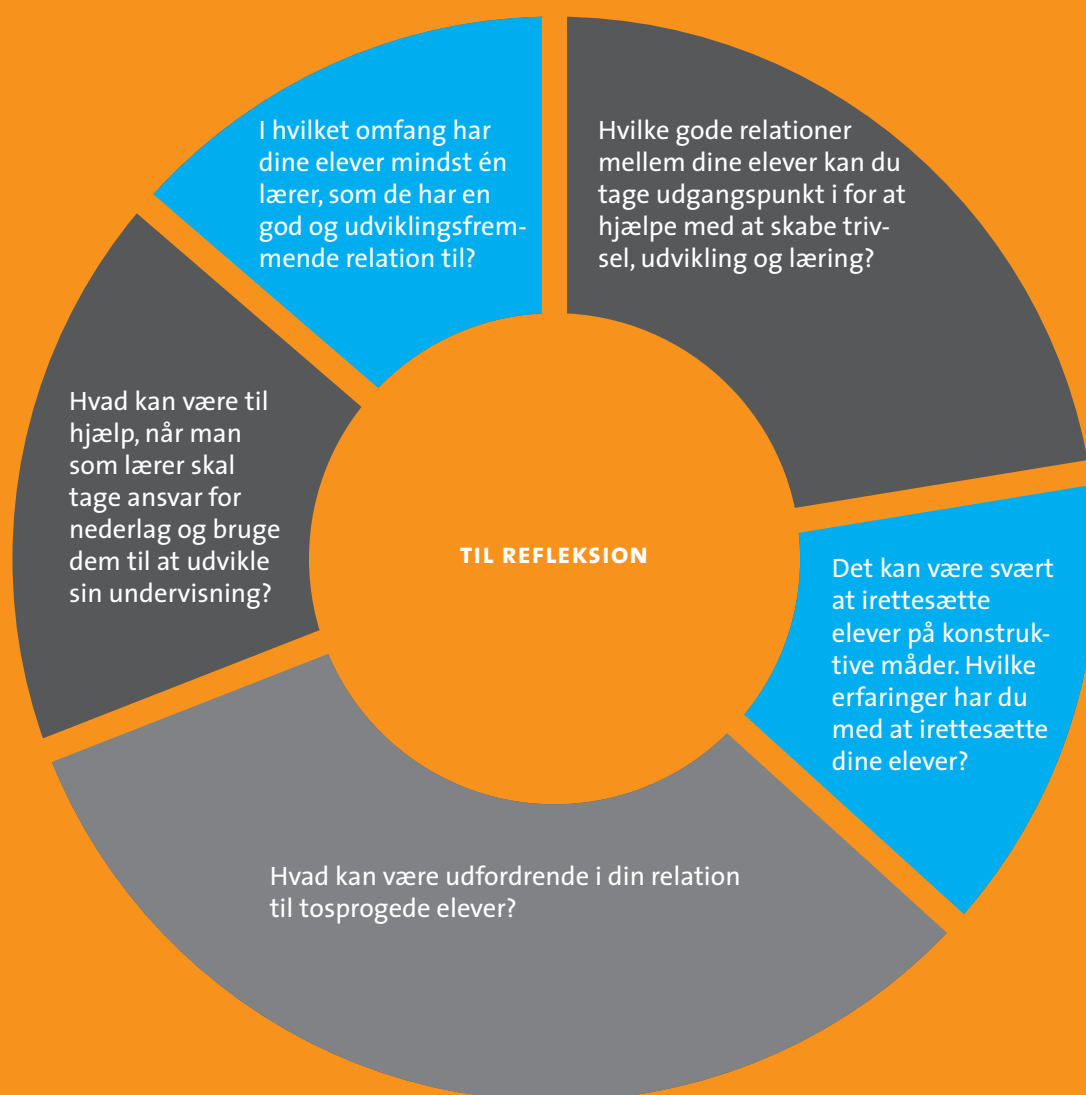 I hvilket omfang har
dine elever mindst én
lærer, som de har en
god og udviklingsfrem-
mende relation til?
Hvilke gode relationer
mellem dine elever kan du
tage udgangspunkt i for at
hjælpe med at skabe triv-
sel, udvikling og læring?
Hvad kan være til
hjælp, når man
som lærer skal
tage ansvar for
nederlag og bruge
dem til at udvikle
sin undervisning?
TIL REFLEKSION
Det kan være svært
at irettesætte
elever på konstruk-
tive måder. Hvilke
erfaringer har du
med at irettesætte
dine elever?
Hvad kan være udfordrende i din relation
til tosprogede elever?